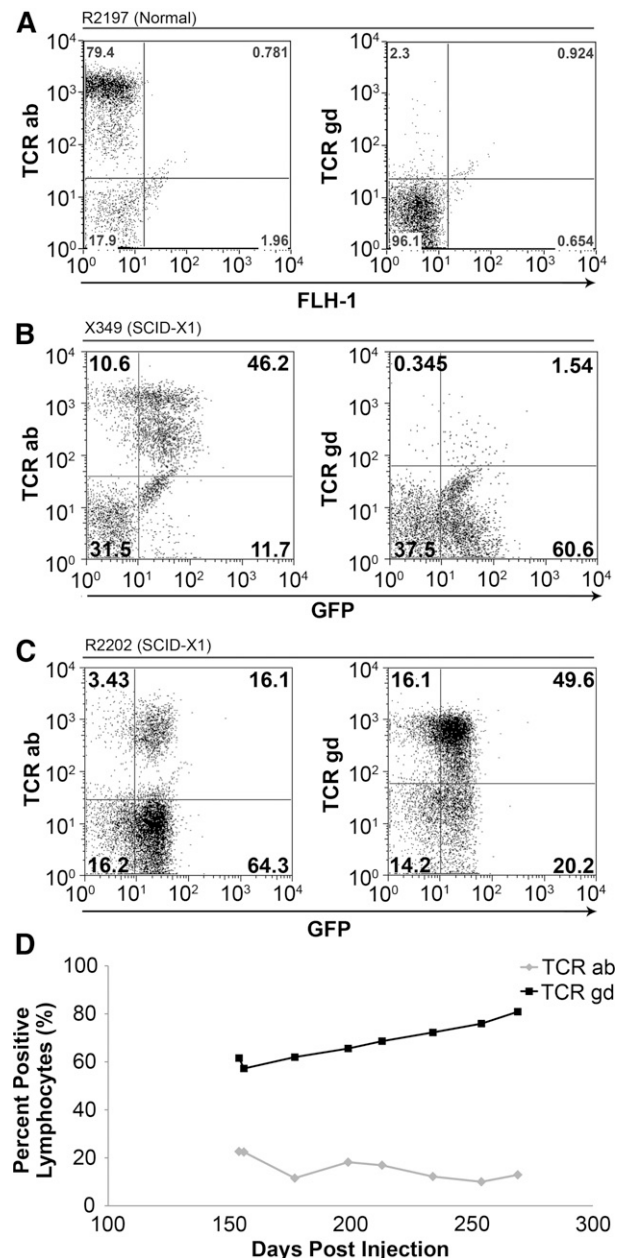 A
R2197 (Normal)
79.4
0.781
17.9
1.96
TCR ab
10^4
10^3
10^2
10^1
10^0
10^0 10^1 10^2 10^3 10^4
2.3
0.924
96.1
0.654
TCR gd
10^4
10^3
10^2
10^1
10^0
10^0 10^1 10^2 10^3 10^4
FLH-1
B
X349 (SCID-X1)
10.6
46.2
31.5
11.7
TCR ab
10^4
10^3
10^2
10^1
10^0
10^0 10^1 10^2 10^3 10^4
0.345
1.54
37.5
60.6
TCR gd
10^4
10^3
10^2
10^1
10^0
10^0 10^1 10^2 10^3 10^4
GFP
C
R2202 (SCID-X1)
3.43
16.1
16.2
64.3
TCR ab
10^4
10^3
10^2
10^1
10^0
10^0 10^1 10^2 10^3 10^4
16.1
49.6
14.2
20.2
TCR gd
10^4
10^3
10^2
10^1
10^0
10^0 10^1 10^2 10^3 10^4
GFP
D
Percent Positive
Lymphocytes (%)
100
80
60
40
20
0
TCR ab
TCR gd
100 150 200 250 300
Days Post Injection